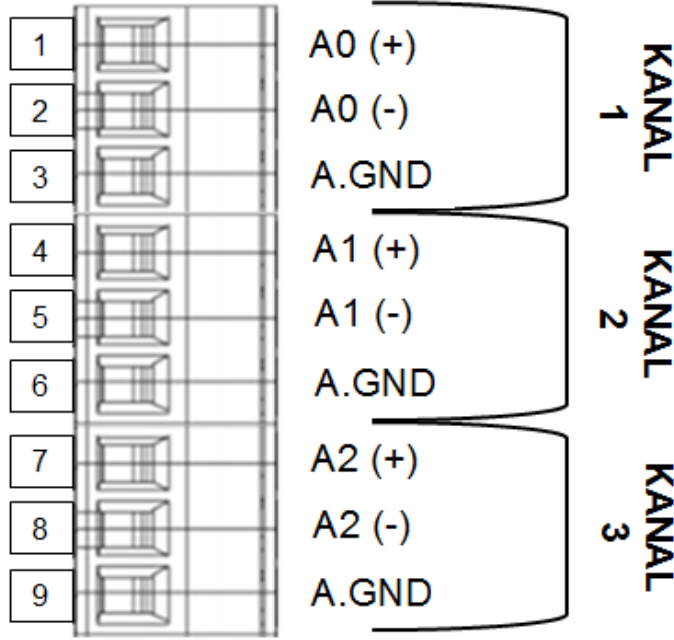 1 A0 (+)
2 A0 (-)
3 A.GND
KANAL
1
4 A1 (+)
5 A1 (-)
6 A.GND
KANAL
2
7 A2 (+)
8 A2 (-)
9 A.GND
KANAL
3